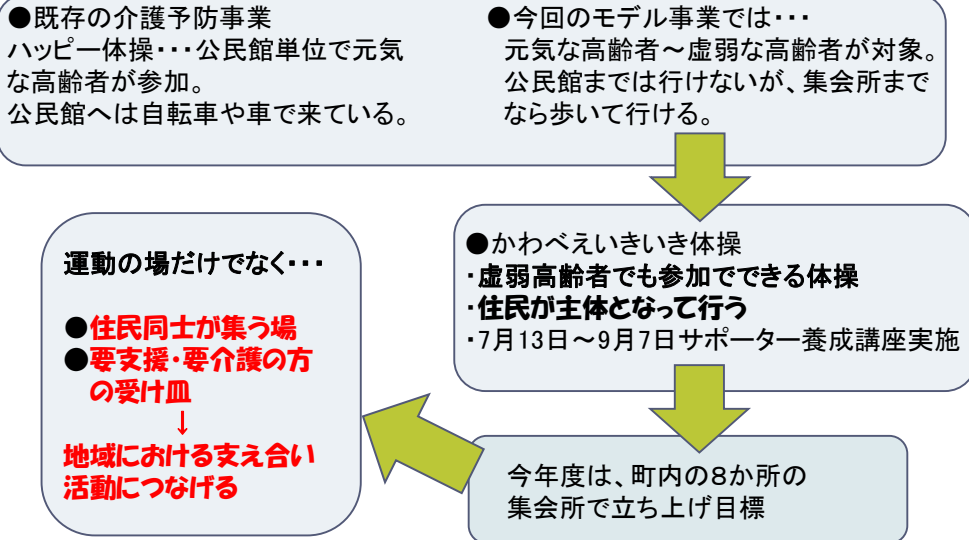 ●既存の介護予防事業
ハッピー体操・・・公民館単位で元気
な高齢者が参加。
公民館へは自転車や車で来ている。
●今回のモデル事業では・・・
元気な高齢者～虚弱な高齢者が対象。
公民館までは行けないが、集会所まで
なら歩いて行ける。
●かわべえいきいき体操
・虚弱高齢者でも参加でできる体操
・住民が主体となって行う
・7月13日～9月7日サポーター養成講座実施
今年度は、町内の8か所の
集会所で立ち上げ目標
運動の場だけでなく・・・
●住民同士が集う場
●要支援・要介護の方
の受け皿
↓
地域における支え合い
活動につなげる